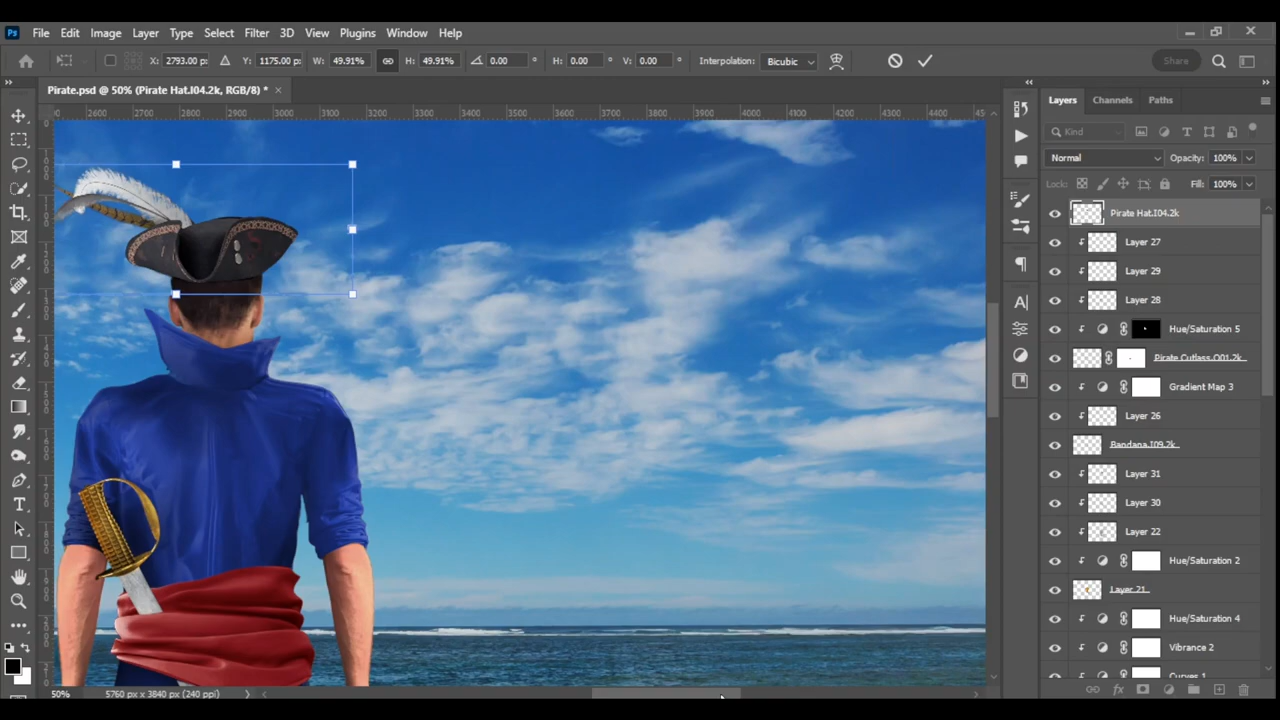 Ps File Edit Image Layer Type Select Filter 3D View Plugins Window Help
X: 2793.00 p: Y: 1175.00 p: W: 49.91% H: 49.91% 0.00 ° H: 0.00 ° V: 0.00 ° Interpolation: Bicubic Share
Pirate.psd @ 50% (Pirate Hat.I04.2k, RGB/8) * ×
2600 2700 2800 2900 3000 3100 3200 3300 3400 3500 3600 3700 3800 3900 4000 4100 4200 4300 4400
Layers Channels Paths
Kind
Normal Opacity: 100%
Lock: Fill: 100%
Pirate Hat.I04.2k
Layer 27
Layer 29
Layer 28
Hue/Saturation 5
Pirate Cutlass.O01.2k
Gradient Map 3
Layer 26
Bandana.I09.2k
Layer 31
Layer 30
Layer 22
Hue/Saturation 2
Layer 21
Hue/Saturation 4
Vibrance 2
Curves 1
50% 5760 px x 3840 px (240 ppi)